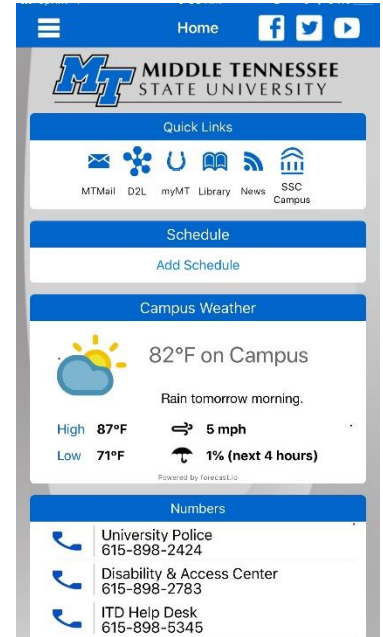 Home
MT
MIDDLE TENNESSEE
STATE UNIVERSITY
Quick Links
MTMail D2L myMT Library News SSC Campus
Schedule
Add Schedule
Campus Weather
82°F on Campus
Rain tomorrow morning.
High 87°F 5 mph
Low 71°F 1% (next 4 hours)
Powered by forecast.io
Numbers
University Police
615-898-2424
Disability & Access Center
615-898-2783
ITD Help Desk
615-898-5345